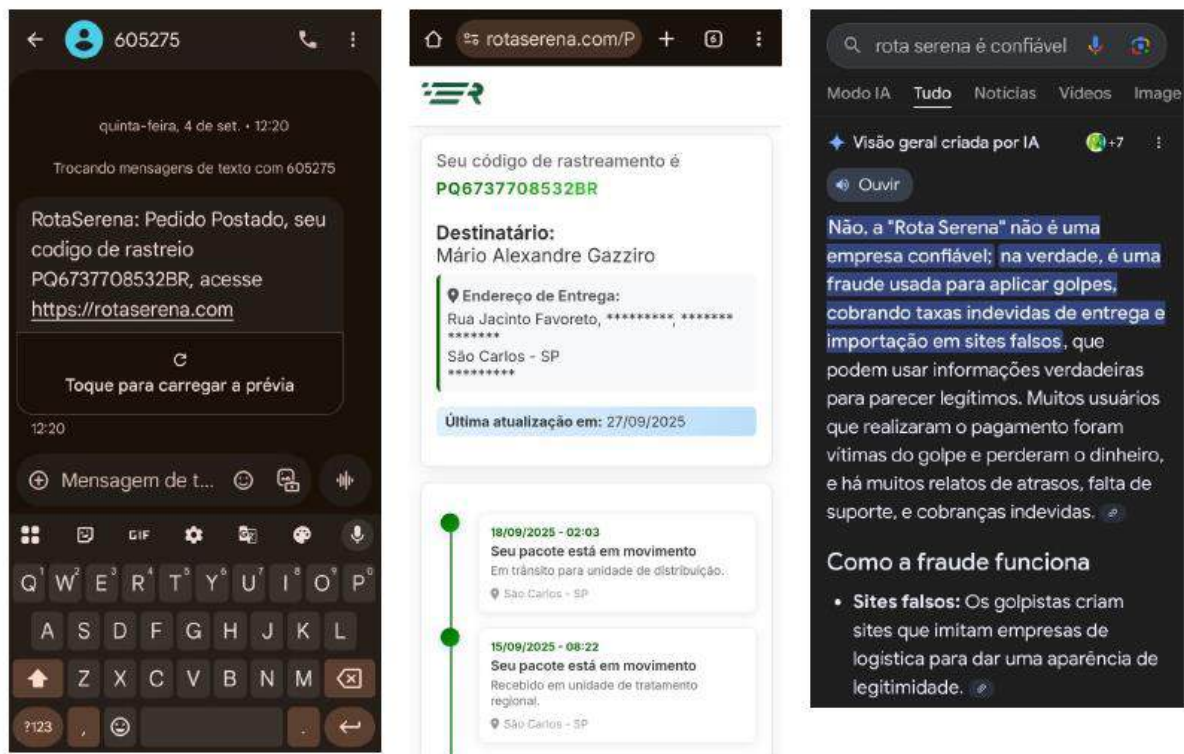 605275
quinta-feira, 4 de set. • 12:20
Trocando mensagens de texto com 605275
RotaSerena: Pedido Postado, seu
codigo de rastreio
PQ6737708532BR, acesse
https://rotaserena.com
Toque para carregar a prévia
12:20
Mensagem de t...
GIF
Q1 W2 E3 R4 T5 Y6 U7 I8 O9 P0
A S D F G H J K L
Z X C V B N M
?123 , .
rotaserena.com/P
6
R
Seu código de rastreamento é
PQ6737708532BR
Destinatário:
Mário Alexandre Gazziro
Endereço de Entrega:
Rua Jacinto Favoreto, *********, *******
*******
São Carlos - SP
*********
Última atualização em: 27/09/2025
18/09/2025 - 02:03
Seu pacote está em movimento
Em trânsito para unidade de distribuição.
São Carlos - SP
15/09/2025 - 08:22
Seu pacote está em movimento
Recebido em unidade de tratamento
regional.
São Carlos - SP
rota serena é confiável
Modo IA Tudo Notícias Vídeos Image
Visão geral criada por IA +7
Ouvir
Não, a "Rota Serena" não é uma
empresa confiável; na verdade, é uma
fraude usada para aplicar golpes,
cobrando taxas indevidas de entrega e
importação em sites falsos, que
podem usar informações verdadeiras
para parecer legítimos. Muitos usuários
que realizaram o pagamento foram
vítimas do golpe e perderam o dinheiro,
e há muitos relatos de atrasos, falta de
suporte, e cobranças indevidas.
Como a fraude funciona
• Sites falsos: Os golpistas criam
sites que imitam empresas de
logística para dar uma aparência de
legitimidade.